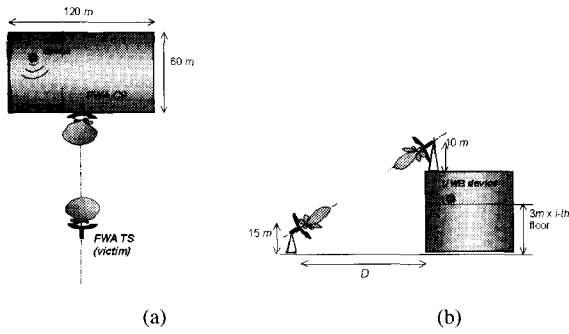 120 m
60 m
FWA CS
FWA TS
(victim)
10 m
UWB device
15 m
3m × i-th
floor
D
(a)
(b)